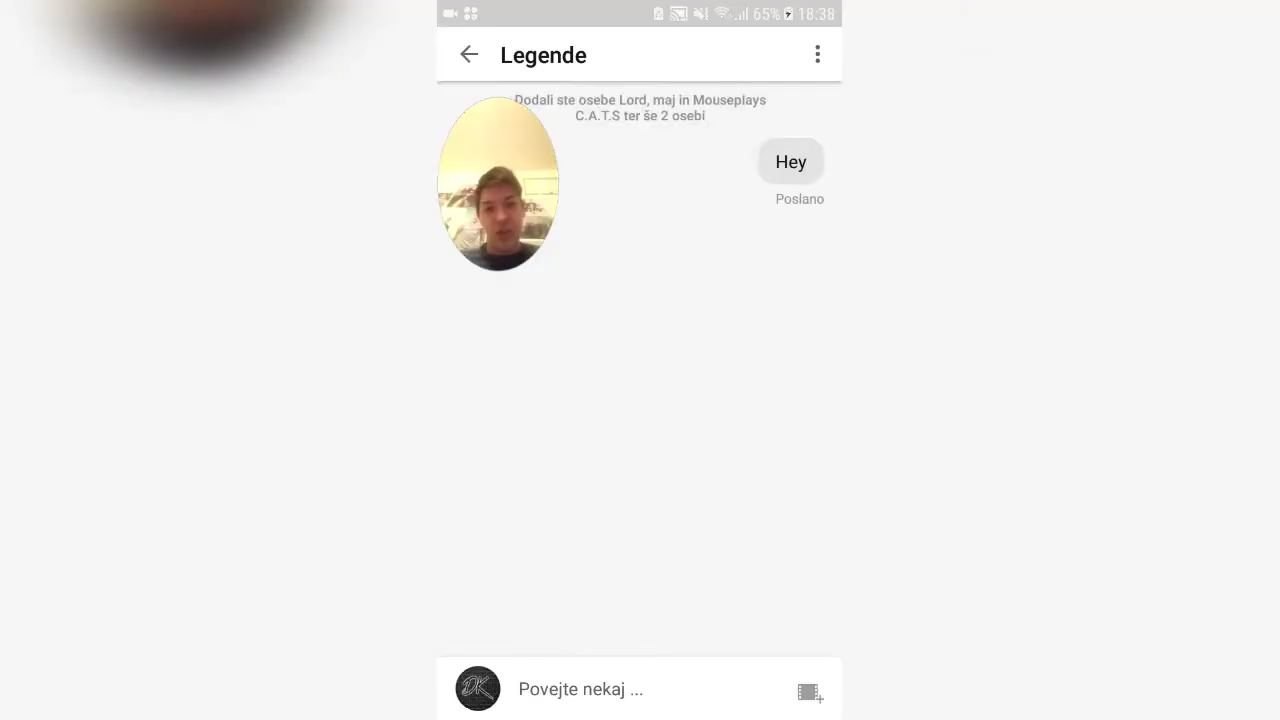 65% 18:38
Legende
Dodali ste osebe Lord, maj in Mouseplays
C.A.T.S ter še 2 osebi
Hey
Poslano
DK
Povejte nekaj ...